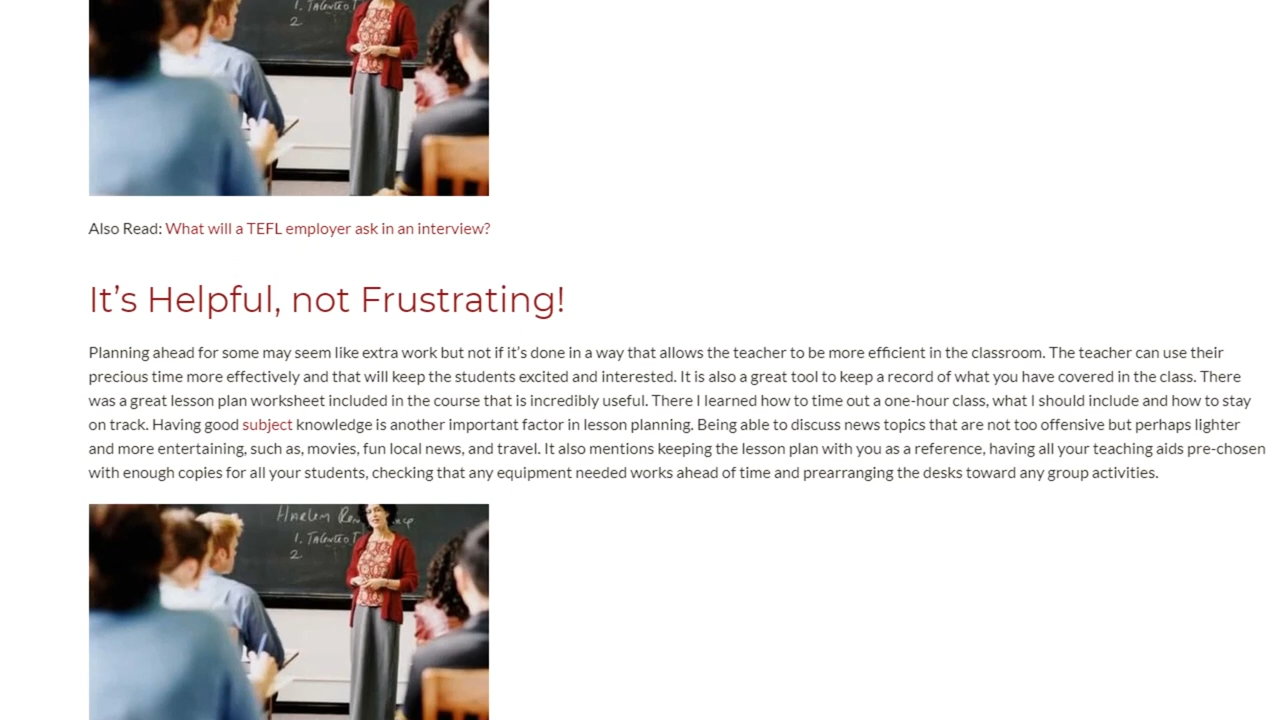 1. Talented T
2
Also Read: What will a TEFL employer ask in an interview?
It’s Helpful, not Frustrating!
Planning ahead for some may seem like extra work but not if it’s done in a way that allows the teacher to be more efficient in the classroom. The teacher can use their
precious time more effectively and that will keep the students excited and interested. It is also a great tool to keep a record of what you have covered in the class. There
was a great lesson plan worksheet included in the course that is incredibly useful. There I learned how to time out a one-hour class, what I should include and how to stay
on track. Having good subject knowledge is another important factor in lesson planning. Being able to discuss news topics that are not too offensive but perhaps lighter
and more entertaining, such as, movies, fun local news, and travel. It also mentions keeping the lesson plan with you as a reference, having all your teaching aids pre-chosen
with enough copies for all your students, checking that any equipment needed works ahead of time and prearranging the desks toward any group activities.
Harlem Ren nce
1. Talented T
2